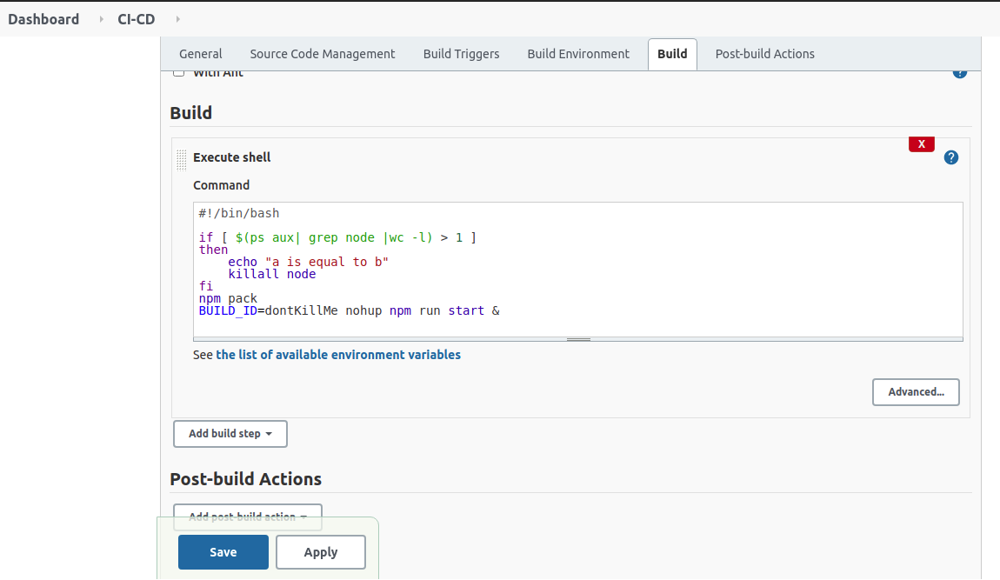 Dashboard CI-CD
General Source Code Management Build Triggers Build Environment Build Post-build Actions
With Ant
?
Build
X
Execute shell
?
Command
#!/bin/bash
if [ $(ps aux| grep node |wc -l) > 1 ]
then
echo "a is equal to b"
killall node
fi
npm pack
BUILD_ID=dontKillMe nohup npm run start &
See the list of available environment variables
Advanced...
Add build step
Post-build Actions
Add post-build action
Save Apply